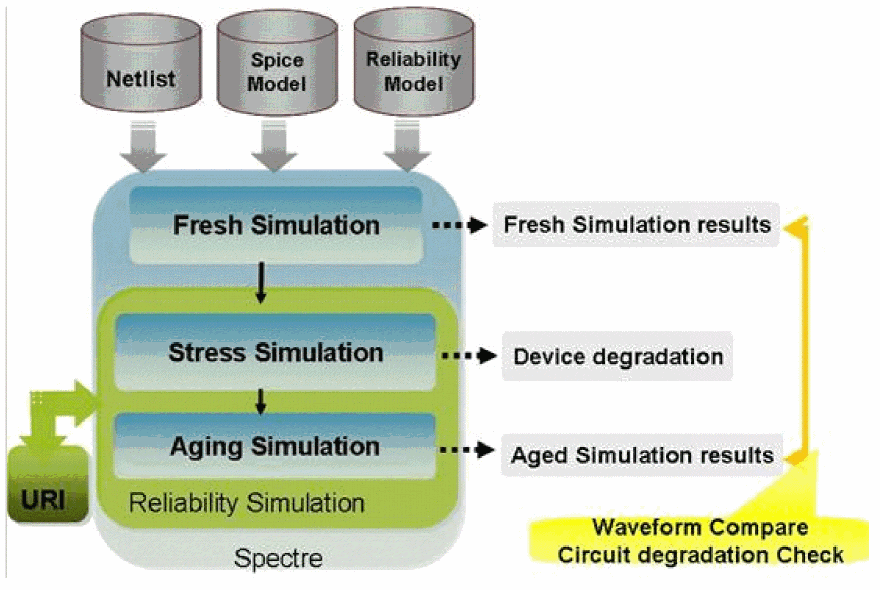 Netlist
Spice
Model
Reliability
Model
Fresh Simulation
Fresh Simulation results
Stress Simulation
Device degradation
Aging Simulation
Aged Simulation results
URI
Reliability Simulation
Spectre
Waveform Compare
Circuit degradation Check